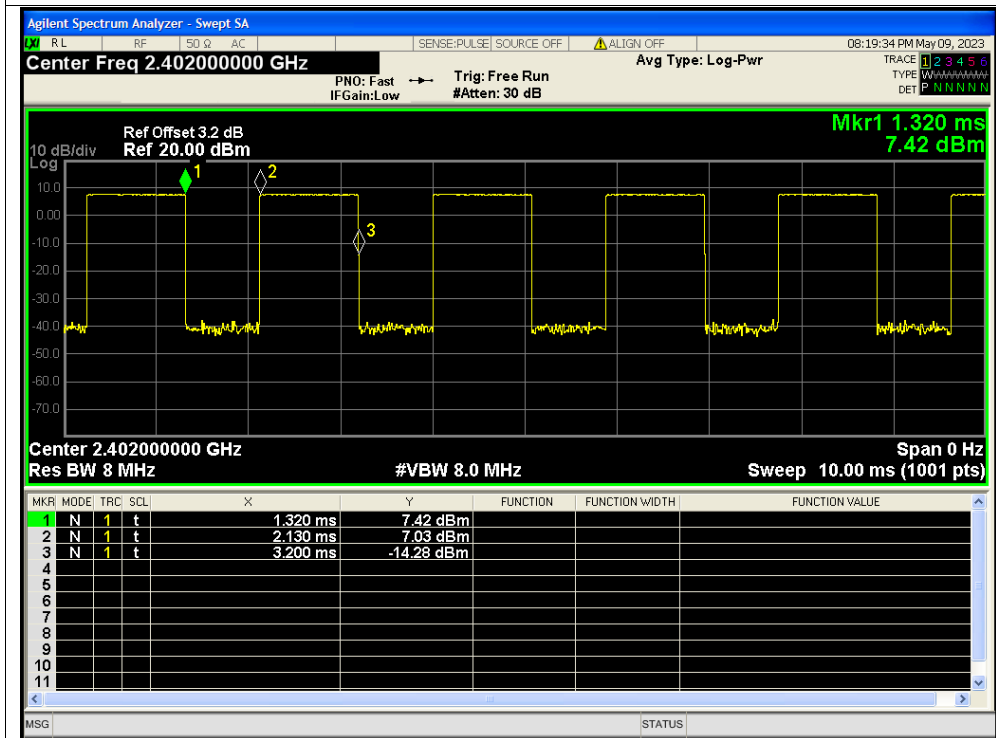 Agilent Spectrum Analyzer - Swept SA
LXI RL RF 50 Ω AC SENSE:PULSE SOURCE OFF ALIGN OFF 08:19:34 PM May 09, 2023
Center Freq 2.402000000 GHz
Avg Type: Log-Pwr
TRACE 1 2 3 4 5 6
PNO: Fast Trig: Free Run
TYPE W
IFGain:Low #Atten: 30 dB
DET P N N N N N
Mkr1 1.320 ms
7.42 dBm
Ref Offset 3.2 dB
10 dB/div Ref 20.00 dBm
Log
1 2
10.0
0.00
3
-10.0
-20.0
-30.0
-40.0
-50.0
-60.0
-70.0
Center 2.402000000 GHz Span 0 Hz
Res BW 8 MHz #VBW 8.0 MHz Sweep 10.00 ms (1001 pts)
MKR MODE TRC SCL X Y FUNCTION FUNCTION WIDTH FUNCTION VALUE
1 N 1 t 1.320 ms 7.42 dBm
2 N 1 t 2.130 ms 7.03 dBm
3 N 1 t 3.200 ms -14.28 dBm
4
5
6
7
8
9
10
11
MSG STATUS